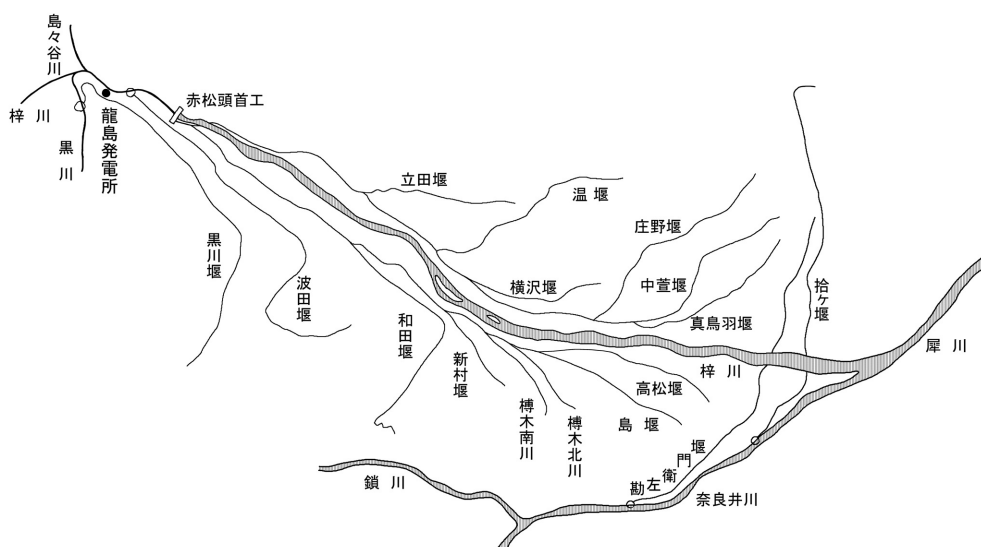 島々谷川
梓川
黒川
龍島発電所
赤松頭首工
立田堰
温堰
庄野堰
横沢堰
中萱堰
真鳥羽堰
拾ヶ堰
黒川堰
波田堰
和田堰
新村堰
榑木南川
榑木北川
高松堰
島堰
梓川
犀川
勘左衛門堰
奈良井川
鎖川